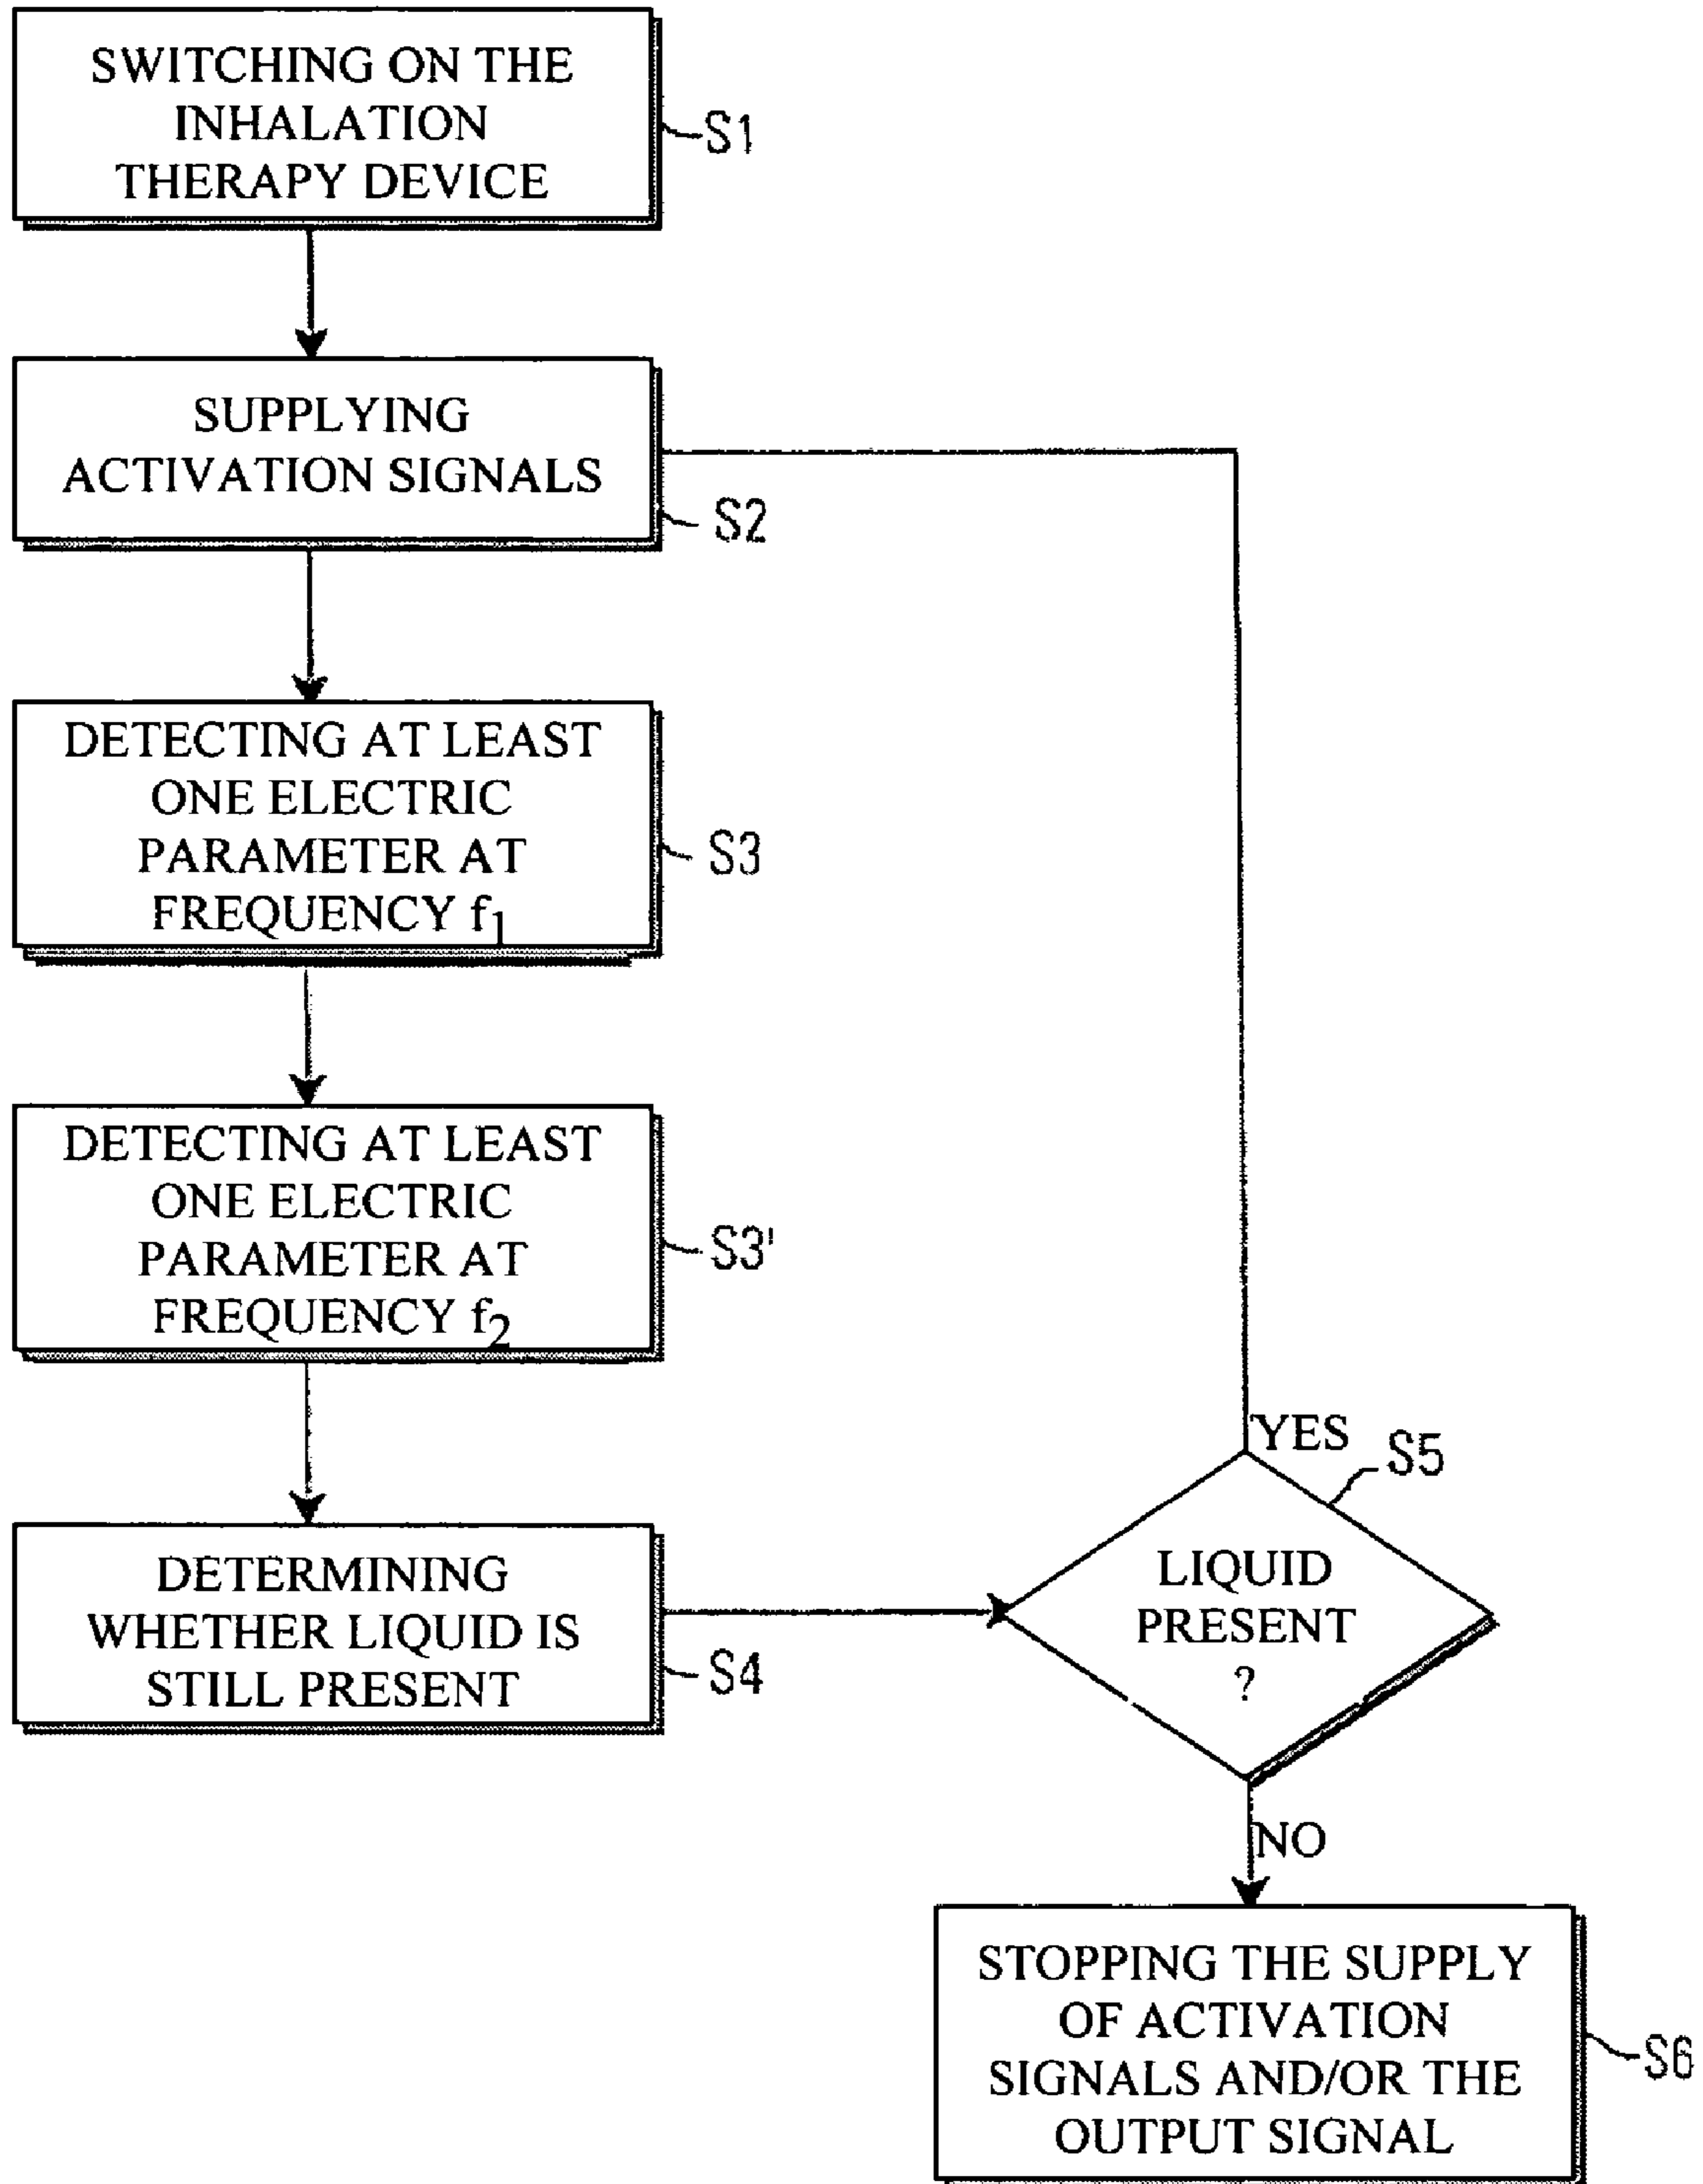 SWITCHING ON THE
INHALATION
THERAPY DEVICE
S1
SUPPLYING
ACTIVATION SIGNALS
S2
DETECTING AT LEAST
ONE ELECTRIC
PARAMETER AT
FREQUENCY f1
S3
DETECTING AT LEAST
ONE ELECTRIC
PARAMETER AT
FREQUENCY f2
S3'
DETERMINING
WHETHER LIQUID IS
STILL PRESENT
S4
YES
S5
LIQUID
PRESENT
?
NO
STOPPING THE SUPPLY
OF ACTIVATION
SIGNALS AND/OR THE
OUTPUT SIGNAL
S6